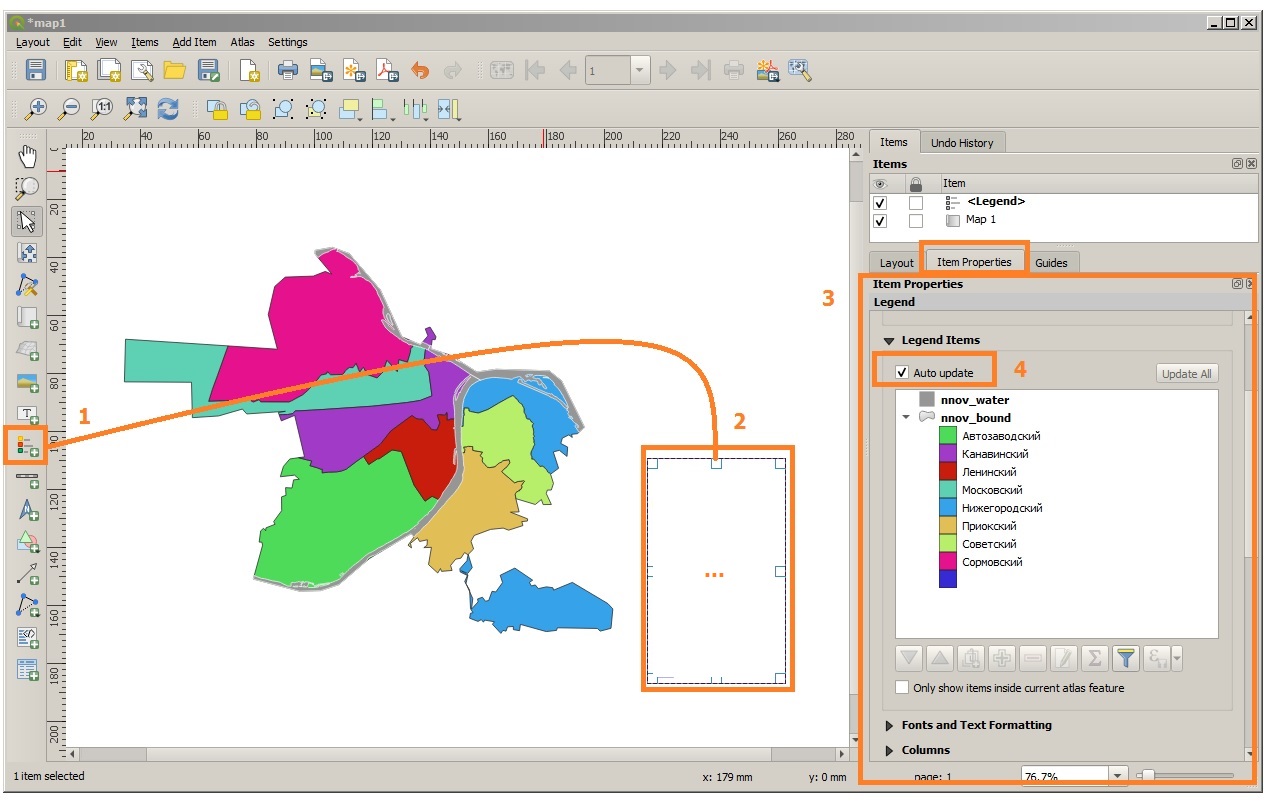 *map1
Layout Edit View Items Add Item Atlas Settings
1
1:1
20 40 60 80 100 120 140 160 180 200 220 240 260 280
0
20
40
60
80
100
120
140
160
180
200
T
1
2
3
4
...
Items Undo History
Items
Item
<Legend>
Map 1
Layout Item Properties Guides
Item Properties
Legend
Legend Items
Auto update Update All
nnov_water
nnov_bound
Автозаводский
Канавинский
Ленинский
Московский
Нижегородский
Приокский
Советский
Сормовский
Σ ε
Only show items inside current atlas feature
Fonts and Text Formatting
Columns
1 item selected x: 179 mm y: 0 mm page: 1 76.7%